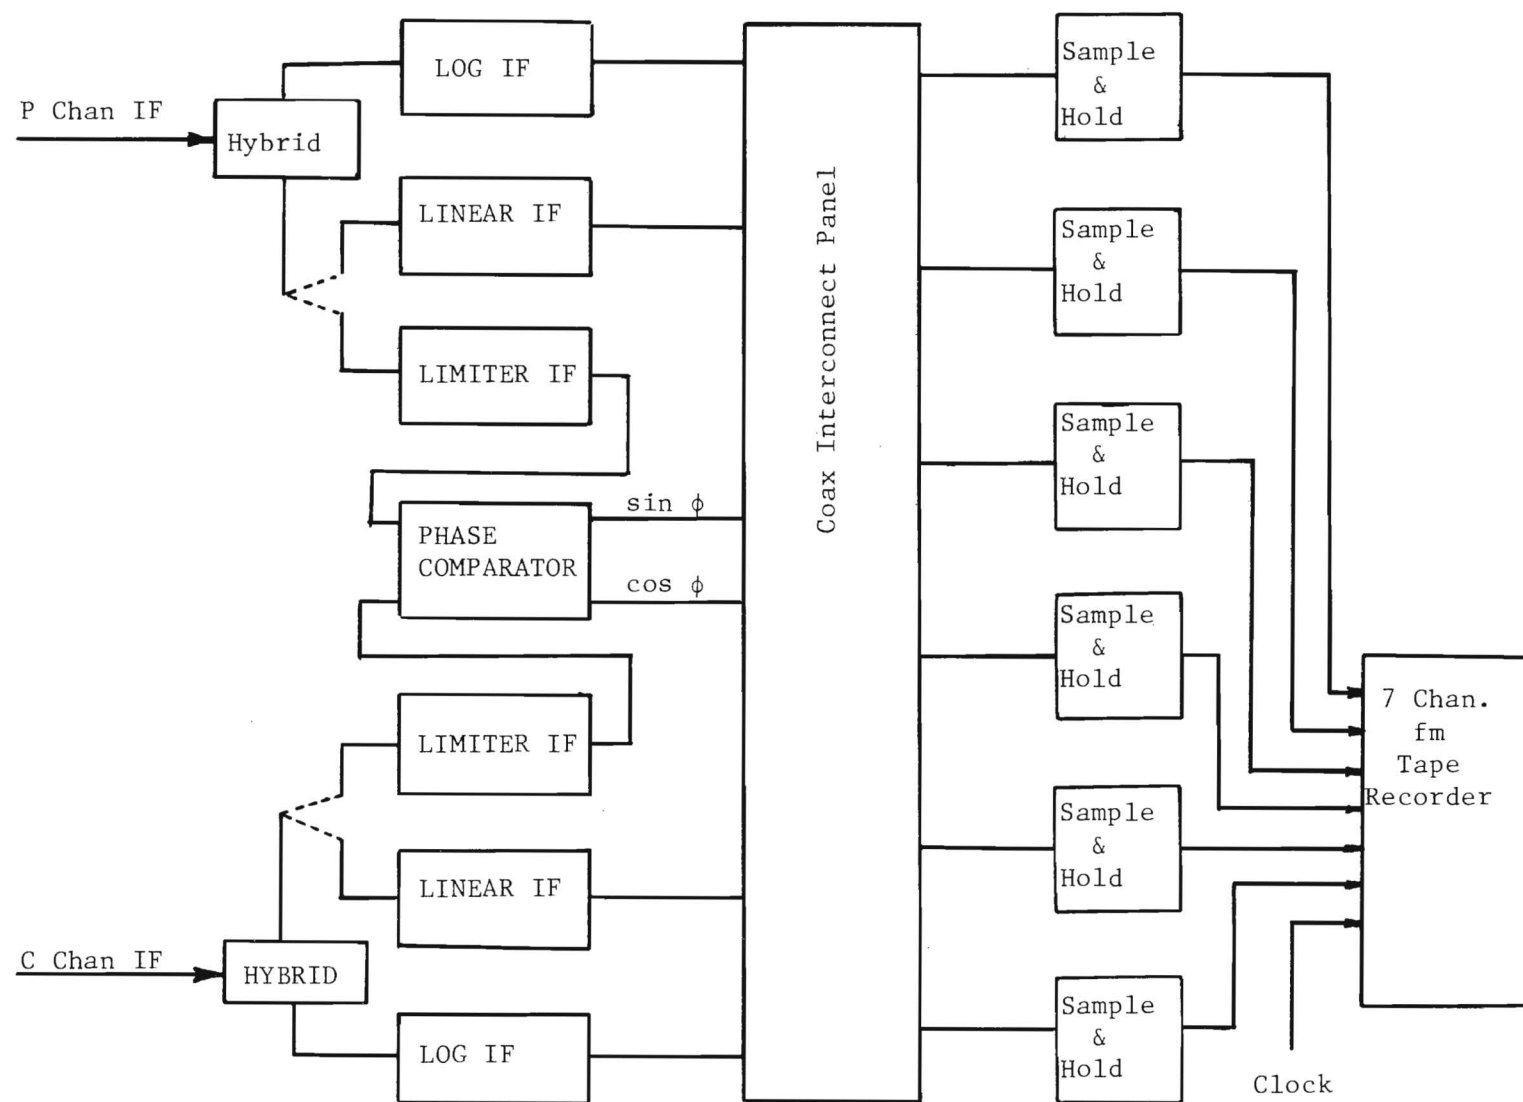 P Chan IF
Hybrid
LOG IF
LINEAR IF
LIMITER IF
PHASE
COMPARATOR
sin ϕ
cos ϕ
LIMITER IF
LINEAR IF
C Chan IF
HYBRID
LOG IF
Coax Interconnect Panel
Sample
&
Hold
Sample
&
Hold
Sample
&
Hold
Sample
&
Hold
Sample
&
Hold
Sample
&
Hold
7 Chan.
fm
Tape
Recorder
Clock